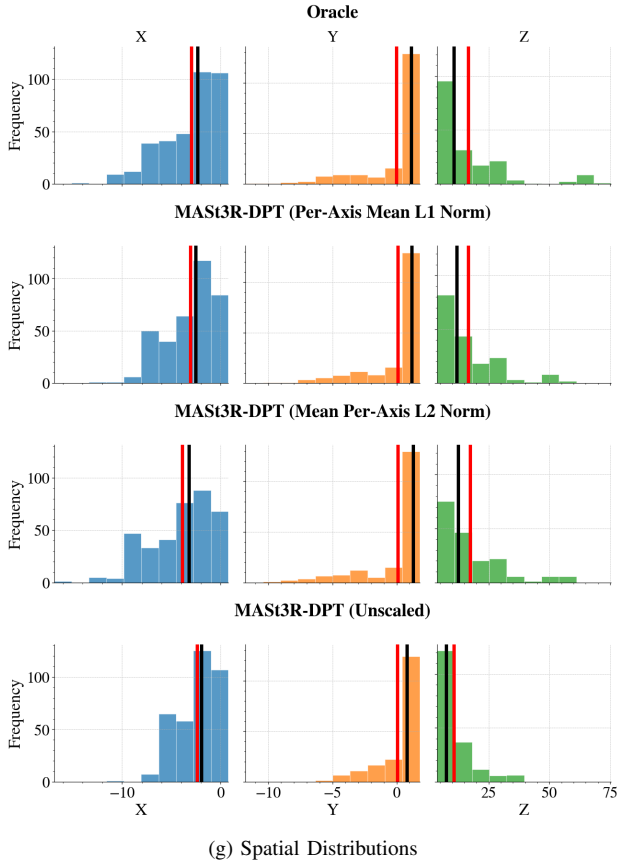 Oracle
X Y Z
Frequency
100
50
0
MASt3R-DPT (Per-Axis Mean L1 Norm)
Frequency
100
50
0
MASt3R-DPT (Mean Per-Axis L2 Norm)
Frequency
100
50
0
MASt3R-DPT (Unscaled)
Frequency
100
50
0
−10 0 −10 −5 0 25 50 75
X Y Z
(g) Spatial Distributions